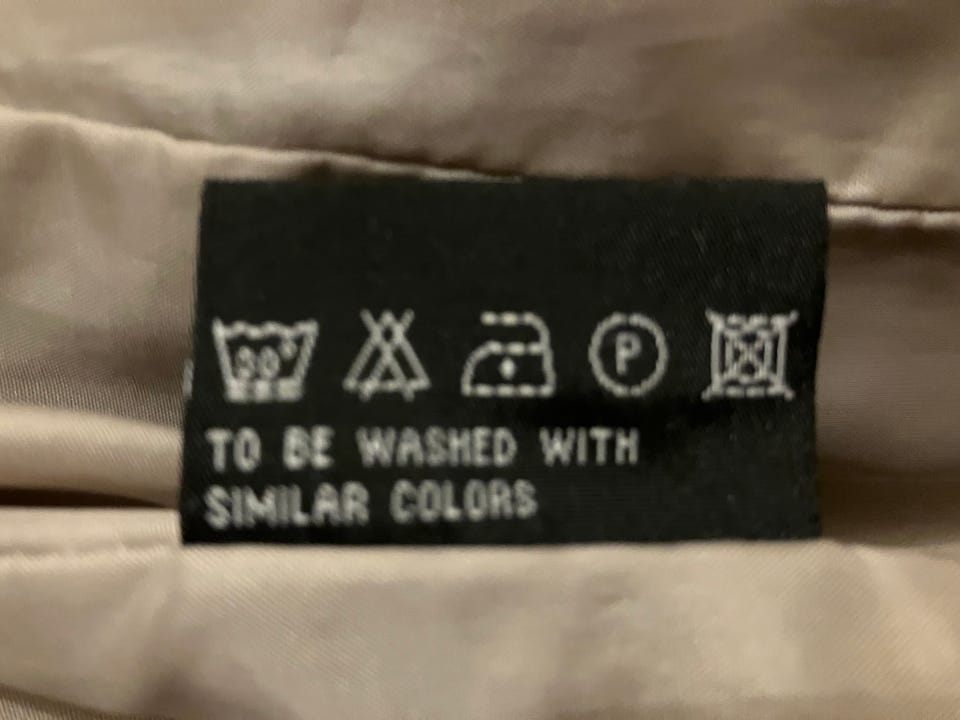 30° P
TO BE WASHED WITH
SIMILAR COLORS